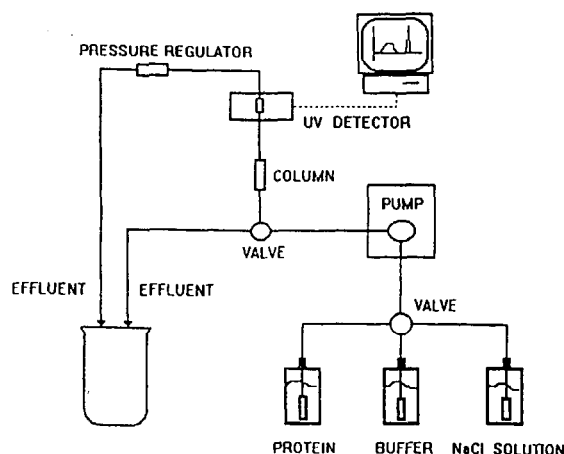 PRESSURE REGULATOR
UV DETECTOR
COLUMN
PUMP
VALVE
EFFLUENT EFFLUENT
VALVE
PROTEIN BUFFER NaCl SOLUTION